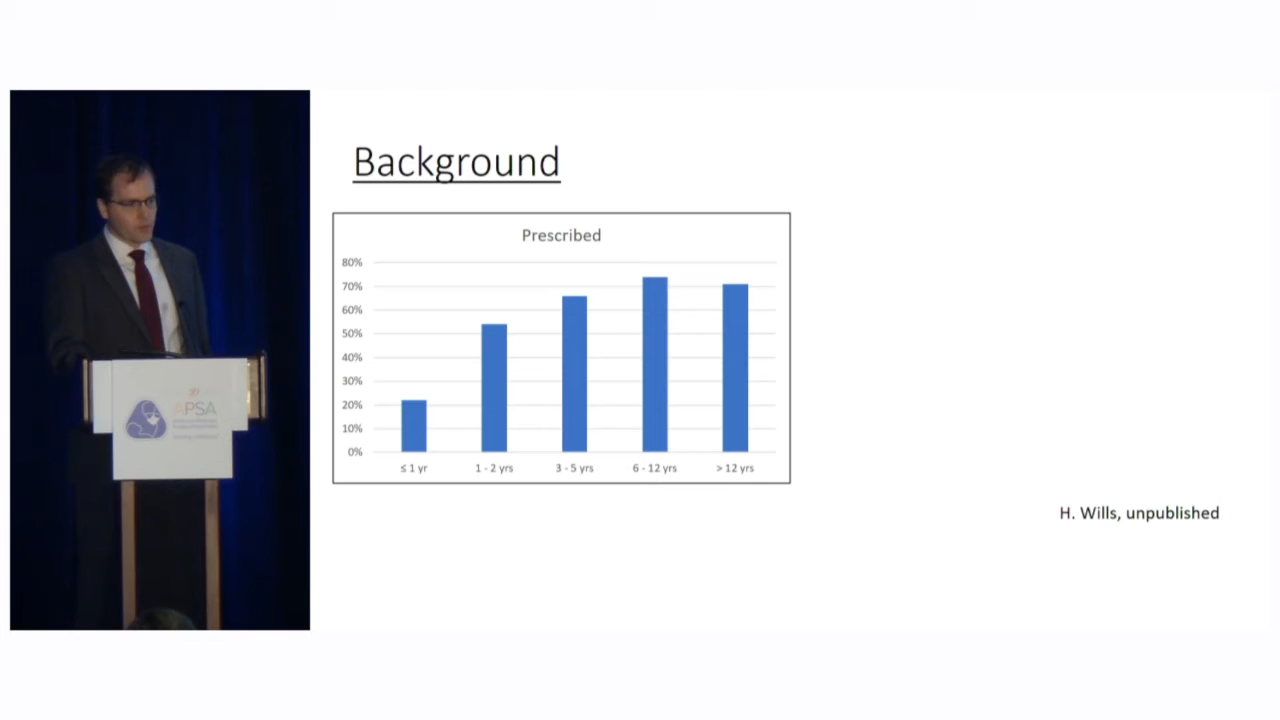 Background
Prescribed
80%
70%
60%
50%
40%
30%
20%
10%
0%
≤ 1 yr
1 - 2 yrs
3 - 5 yrs
6 - 12 yrs
> 12 yrs
H. Wills, unpublished
APSA